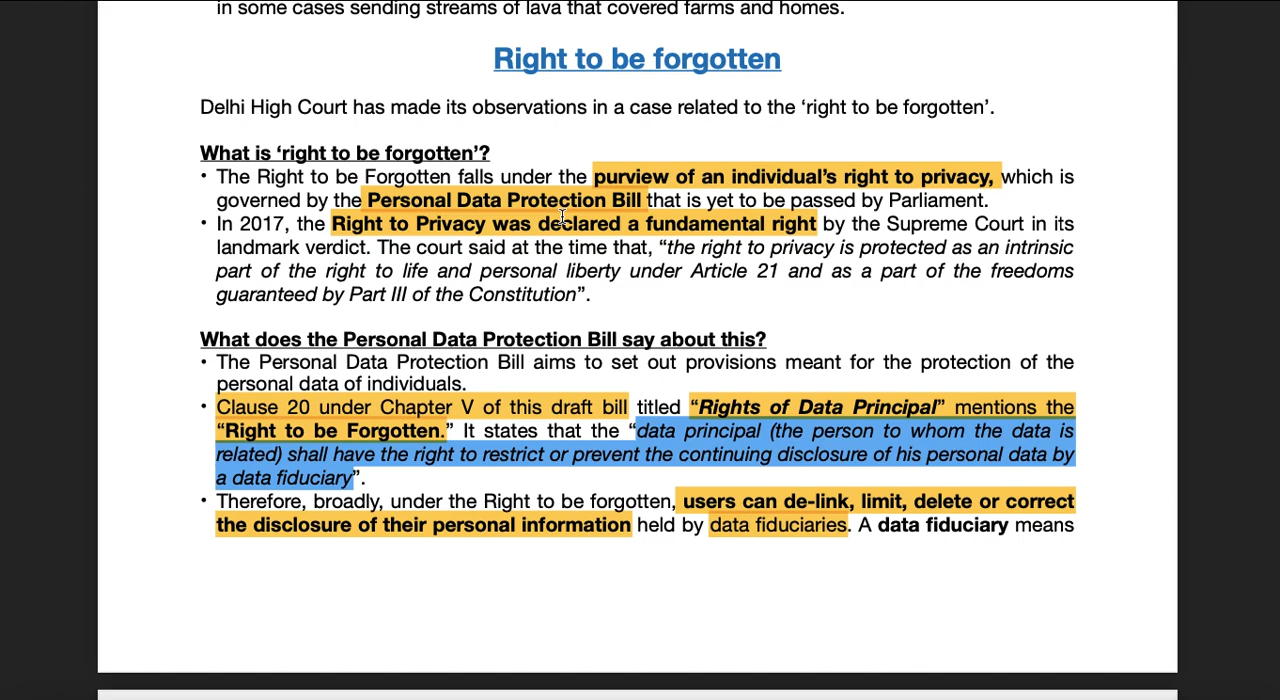 in some cases sending streams of lava that covered farms and homes.
Right to be forgotten
Delhi High Court has made its observations in a case related to the ‘right to be forgotten’.
What is ‘right to be forgotten’?
• The Right to be Forgotten falls under the purview of an individual’s right to privacy, which is
governed by the Personal Data Protection Bill that is yet to be passed by Parliament.
• In 2017, the Right to Privacy was declared a fundamental right by the Supreme Court in its
landmark verdict. The court said at the time that, “the right to privacy is protected as an intrinsic
part of the right to life and personal liberty under Article 21 and as a part of the freedoms
guaranteed by Part III of the Constitution”.
What does the Personal Data Protection Bill say about this?
• The Personal Data Protection Bill aims to set out provisions meant for the protection of the
personal data of individuals.
• Clause 20 under Chapter V of this draft bill titled “Rights of Data Principal” mentions the
“Right to be Forgotten.” It states that the “data principal (the person to whom the data is
related) shall have the right to restrict or prevent the continuing disclosure of his personal data by
a data fiduciary”.
• Therefore, broadly, under the Right to be forgotten, users can de-link, limit, delete or correct
the disclosure of their personal information held by data fiduciaries. A data fiduciary means